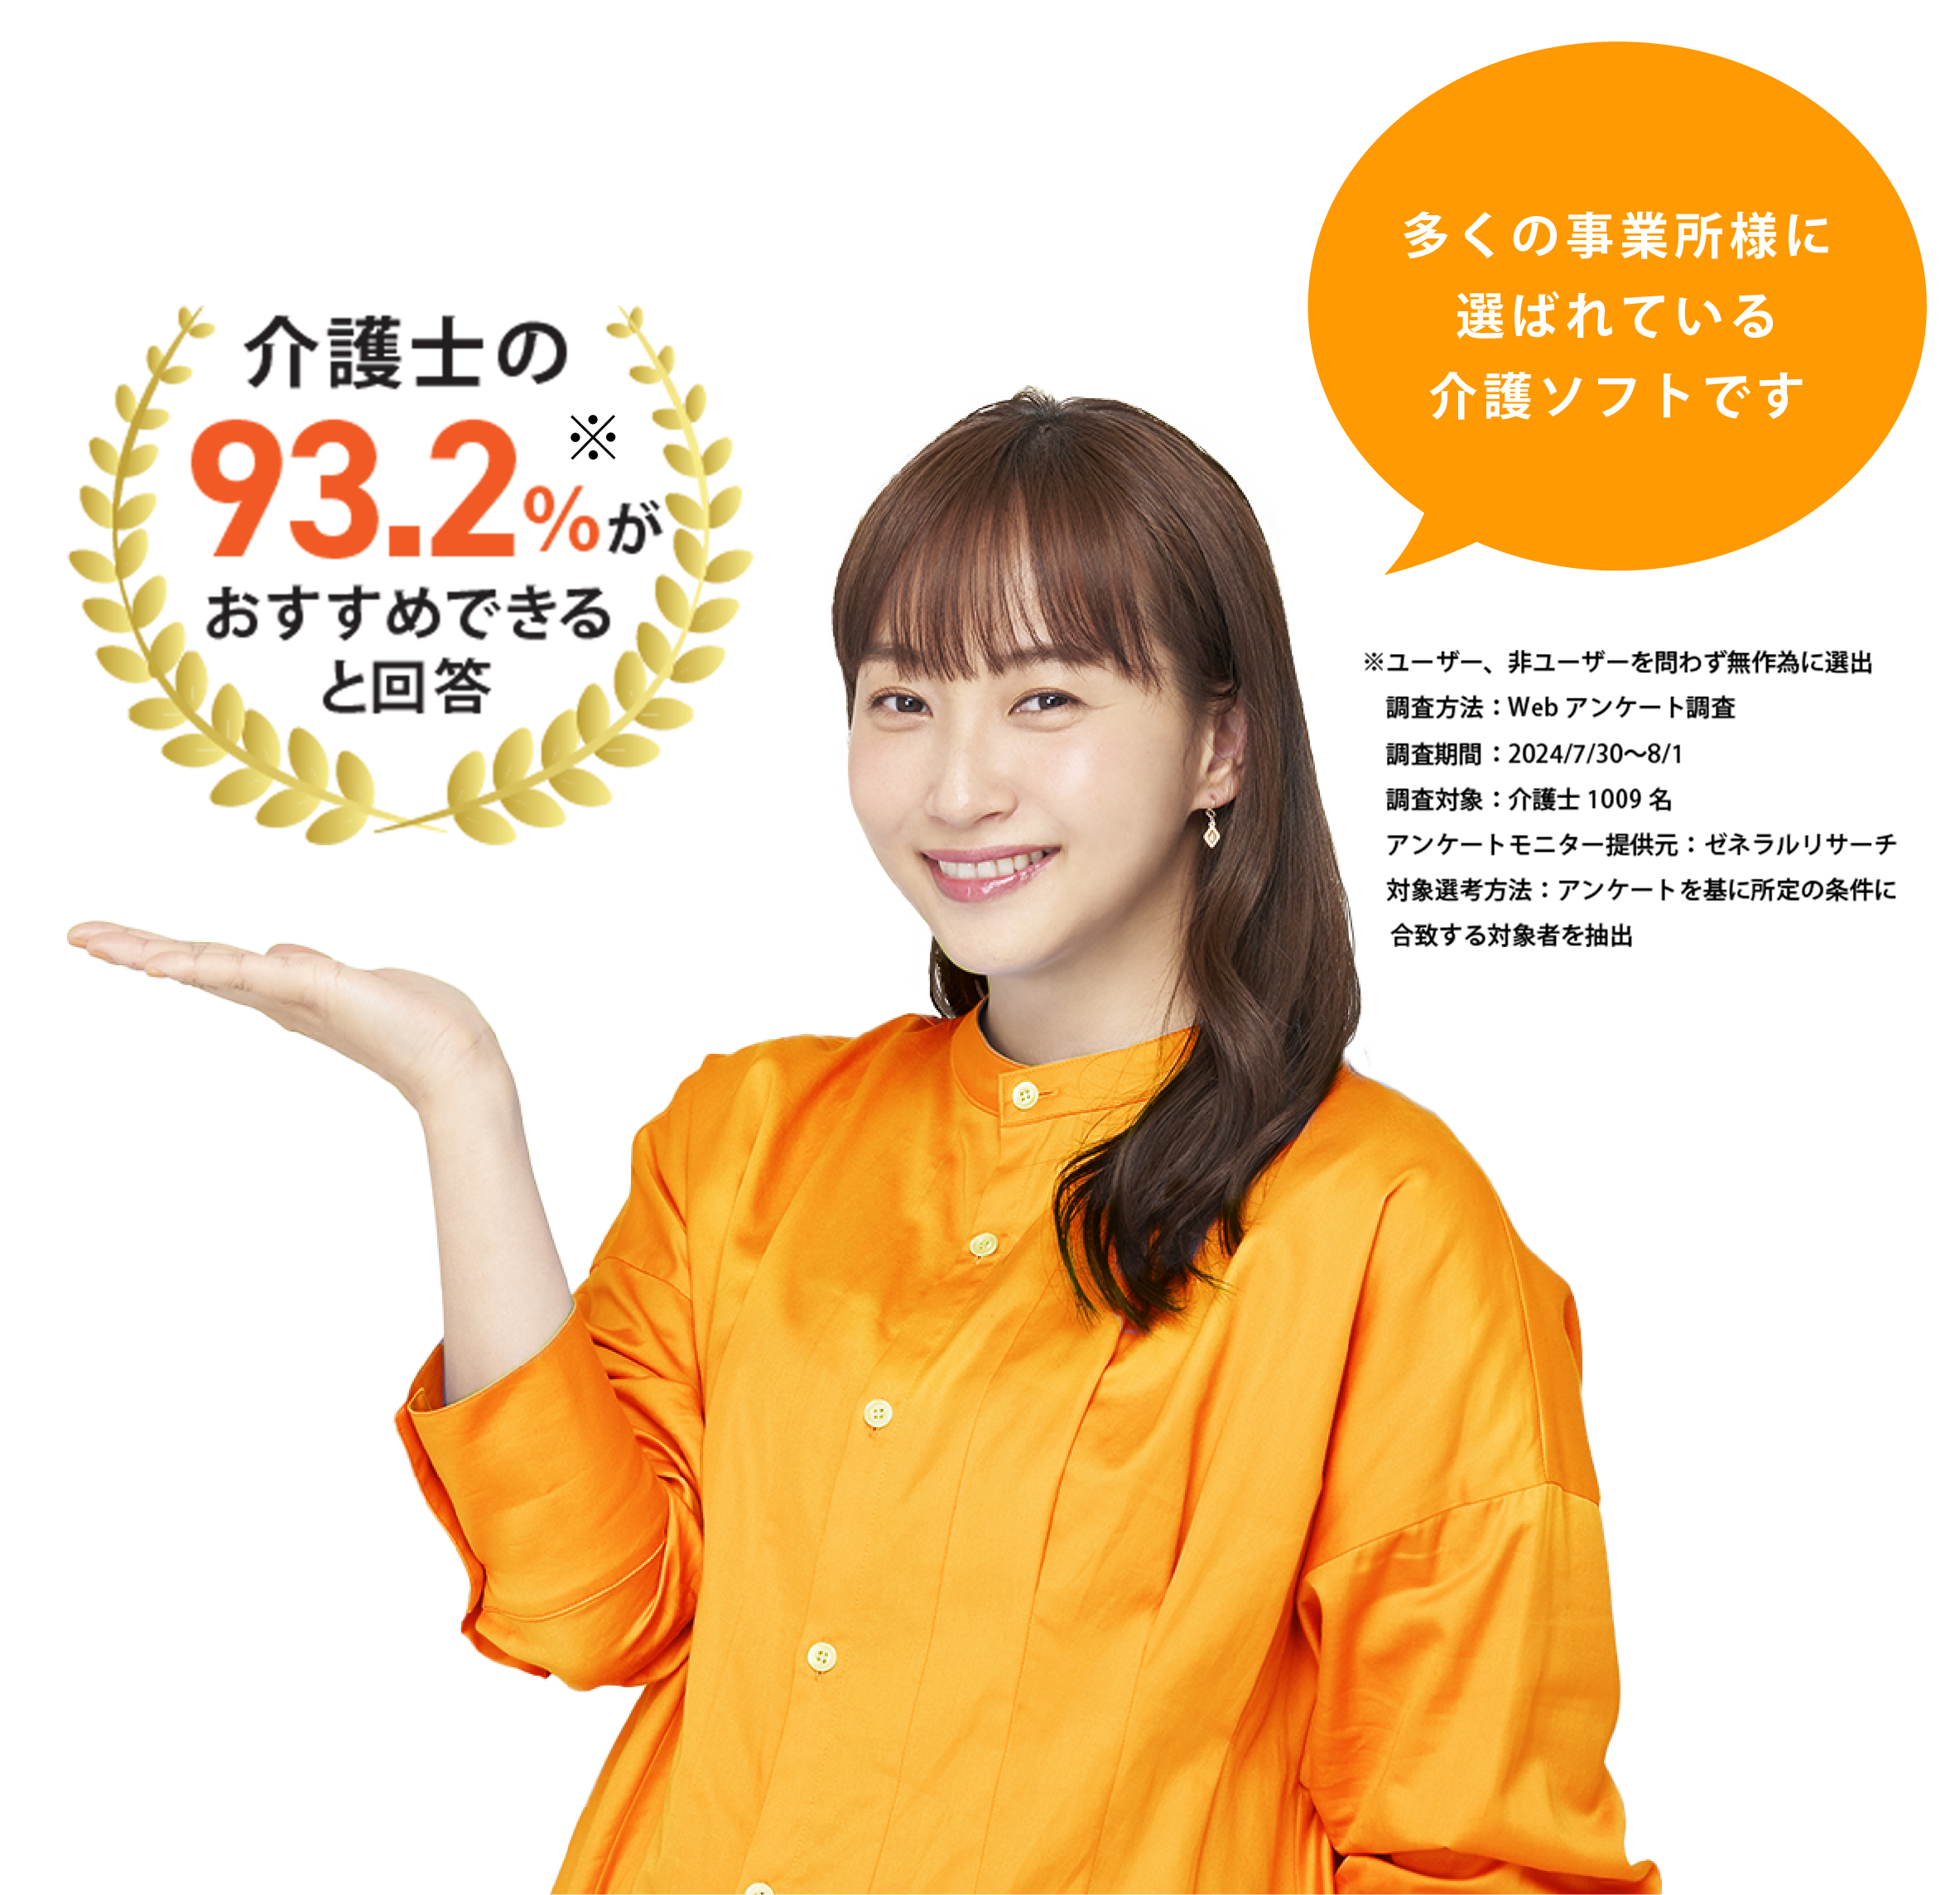 多くの事業所様に
選ばれている
介護ソフトです
介護士の
93.2%※が
おすすめできる
と回答
※ユーザー、非ユーザーを問わず無作為に選出
調査方法：Webアンケート調査
調査期間：2024/7/30〜8/1
調査対象：介護士1009名
アンケートモニター提供元：ゼネラルリサーチ
対象選考方法：アンケートを基に所定の条件に
合致する対象者を抽出